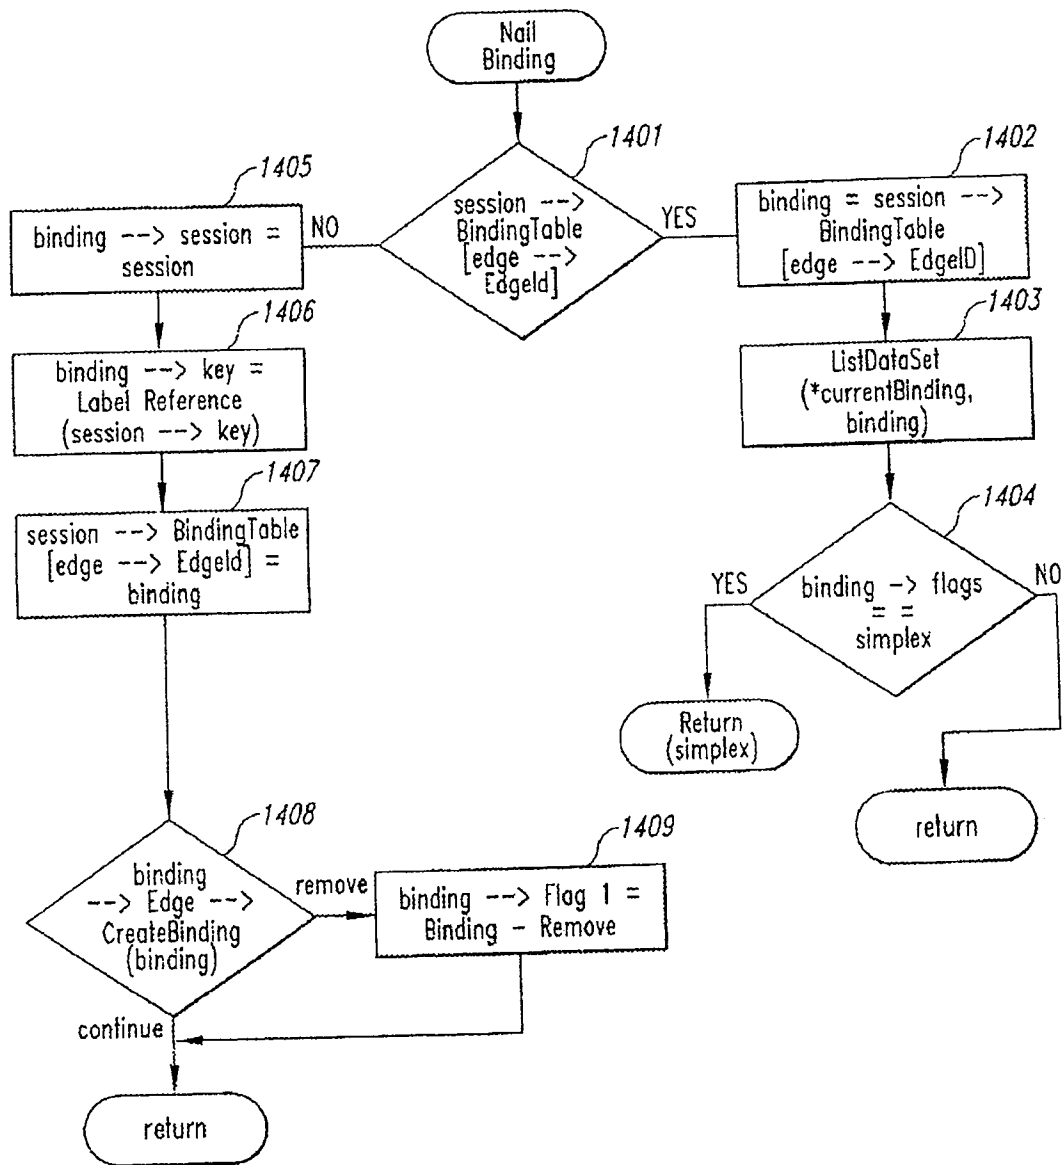 Nail
Binding
1401
session -->
BindingTable
[edge -->
EdgeId]
YES
NO
1402
binding = session -->
BindingTable
[edge --> EdgeID]
1403
ListDataSet
(*currentBinding,
binding)
1404
binding -> flags
= =
simplex
YES
NO
Return
(simplex)
return
1405
binding --> session =
session
1406
binding --> key =
Label Reference
(session --> key)
1407
session --> BindingTable
[edge --> EdgeId] =
binding
1408
binding
--> Edge -->
CreateBinding
(binding)
remove
continue
1409
binding --> Flag 1 =
Binding - Remove
return